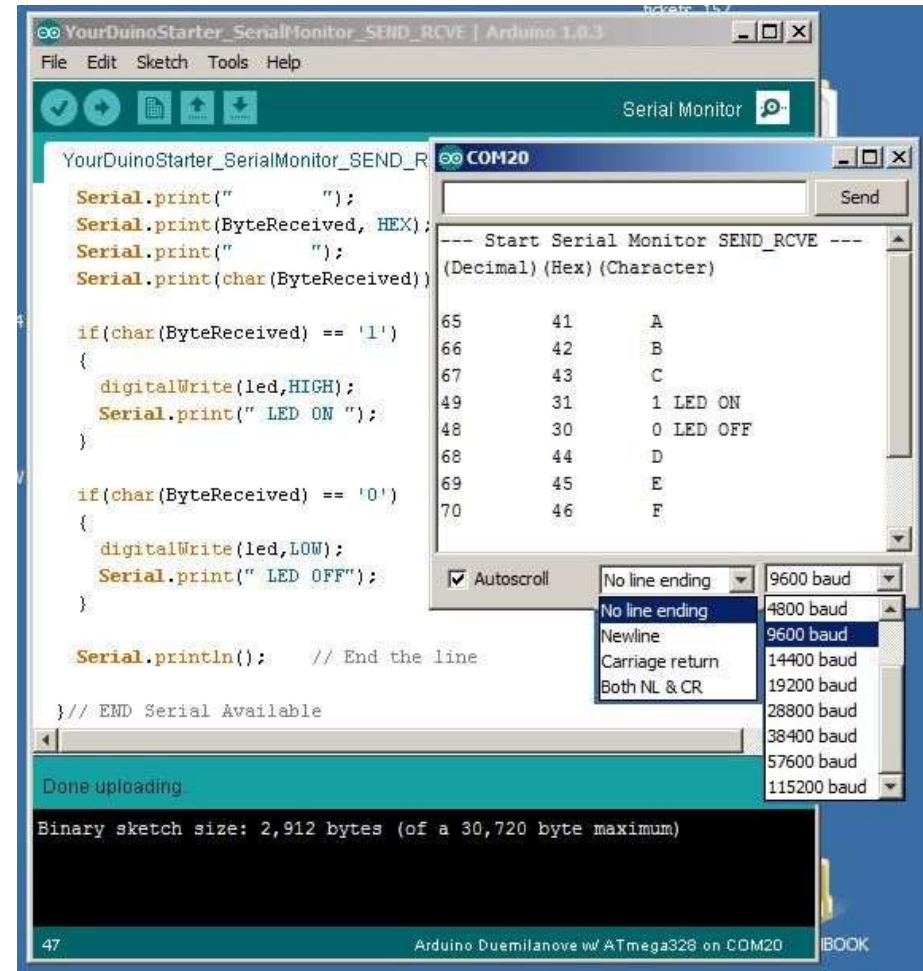 tickets 157
YourDuinoStarter_SerialMonitor_SEND_RCVE | Arduino 1.0.3
File Edit Sketch Tools Help
Serial Monitor
YourDuinoStarter_SerialMonitor_SEND_R
Serial.print("        ");
Serial.print(ByteReceived, HEX);
Serial.print("       ");
Serial.print(char(ByteReceived))
if(char(ByteReceived) == '1')
{
digitalWrite(led,HIGH);
Serial.print(" LED ON ");
}
if(char(ByteReceived) == '0')
{
digitalWrite(led,LOW);
Serial.print(" LED OFF");
}
Serial.println();    // End the line
}// END Serial Available
COM20
Send
--- Start Serial Monitor SEND_RCVE ---
(Decimal)(Hex)(Character)
65 41 A
66 42 B
67 43 C
49 31 1 LED ON
48 30 0 LED OFF
68 44 D
69 45 E
70 46 F
Autoscroll No line ending 9600 baud
No line ending
Newline
Carriage return
Both NL & CR
4800 baud
9600 baud
14400 baud
19200 baud
28800 baud
38400 baud
57600 baud
115200 baud
Done uploading.
Binary sketch size: 2,912 bytes (of a 30,720 byte maximum)
47 Arduino Duemilanove w/ ATmega328 on COM20
BOOK